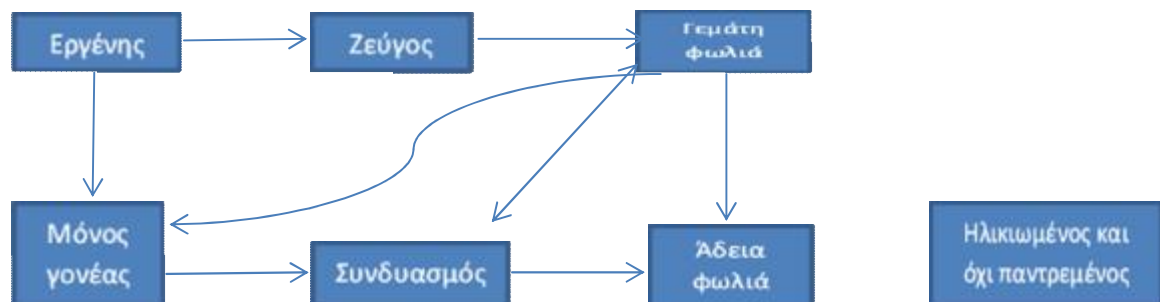 Εργένης
Ζεύγος
Γεμάτη
φωλιά
Μόνος
γονέας
Συνδυασμός
Άδεια
φωλιά
Ηλικιωμένος και
όχι παντρεμένος